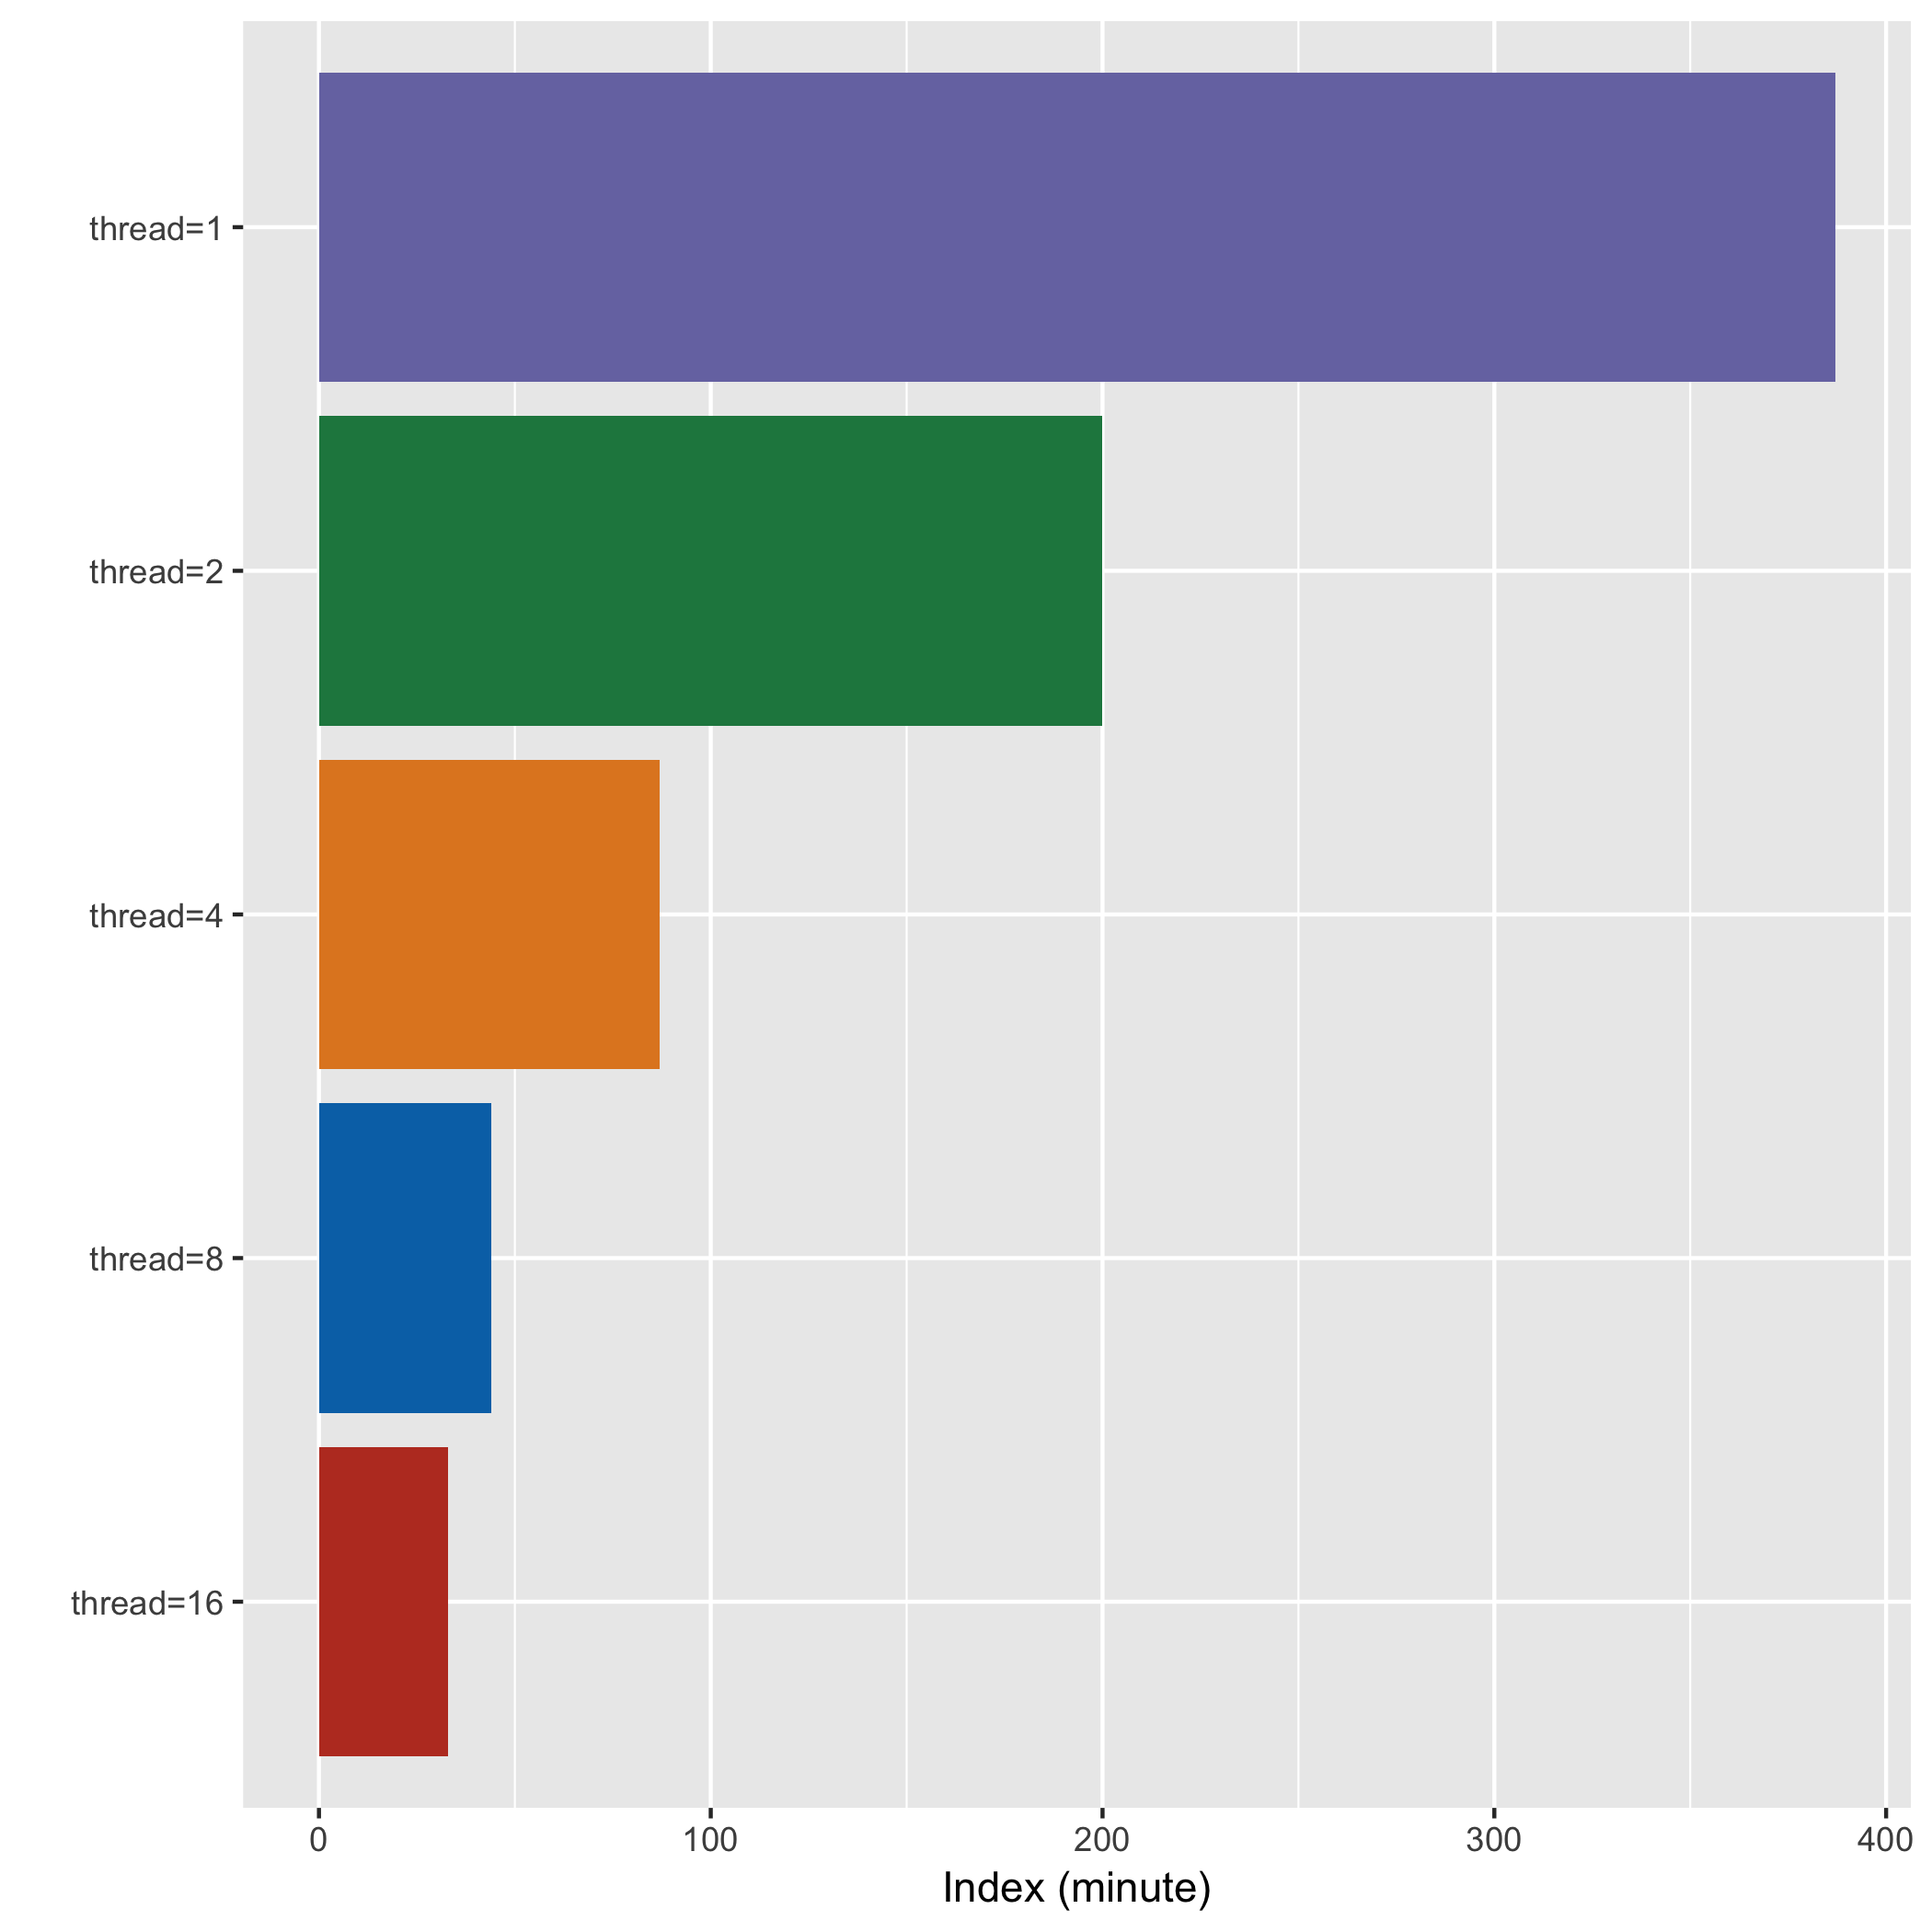 thread=1
thread=2
thread=4
thread=8
thread=16
0 100 200 300 400
Index (minute)